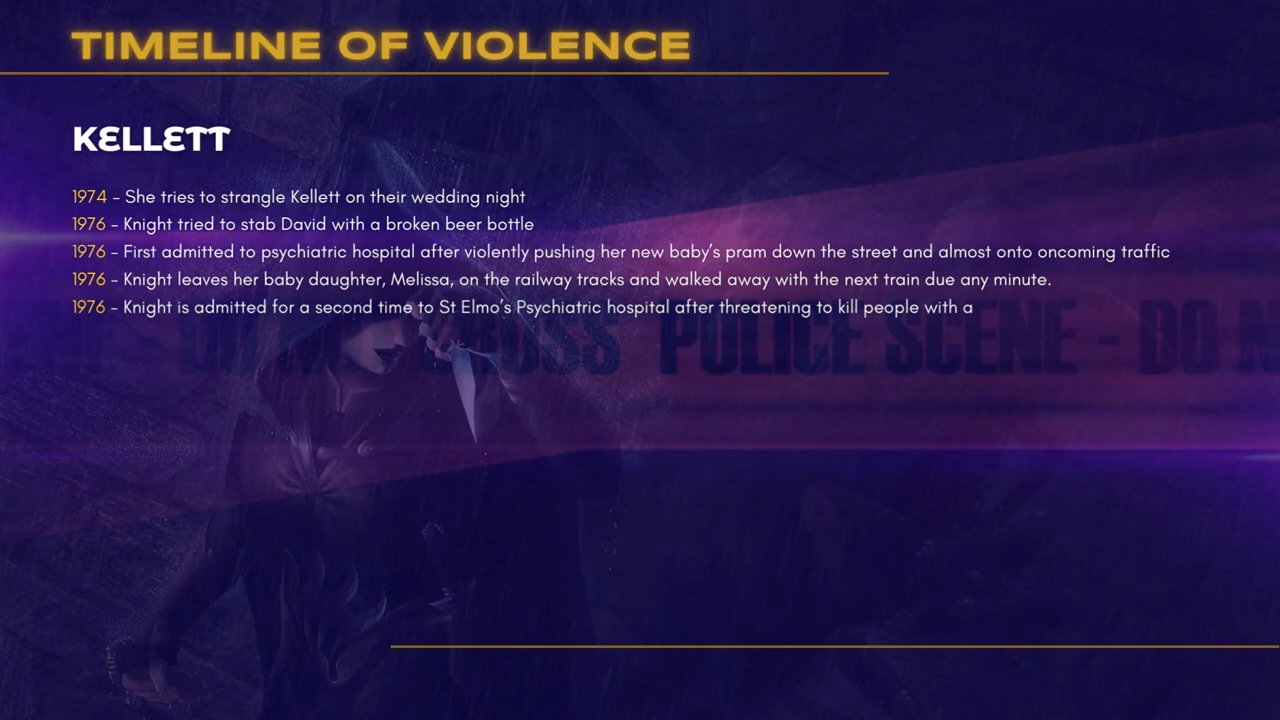 TIMELINE OF VIOLENCE
KELLETT
1974 - She tries to strangle Kellett on their wedding night
1976 - Knight tried to stab David with a broken beer bottle
1976 - First admitted to psychiatric hospital after violently pushing her new baby's pram down the street and almost onto oncoming traffic
1976 - Knight leaves her baby daughter, Melissa, on the railway tracks and walked away with the next train due any minute.
1976 - Knight is admitted for a second time to St Elmo's Psychiatric hospital after threatening to kill people with a
CROSS POLICE SCENE - DO N